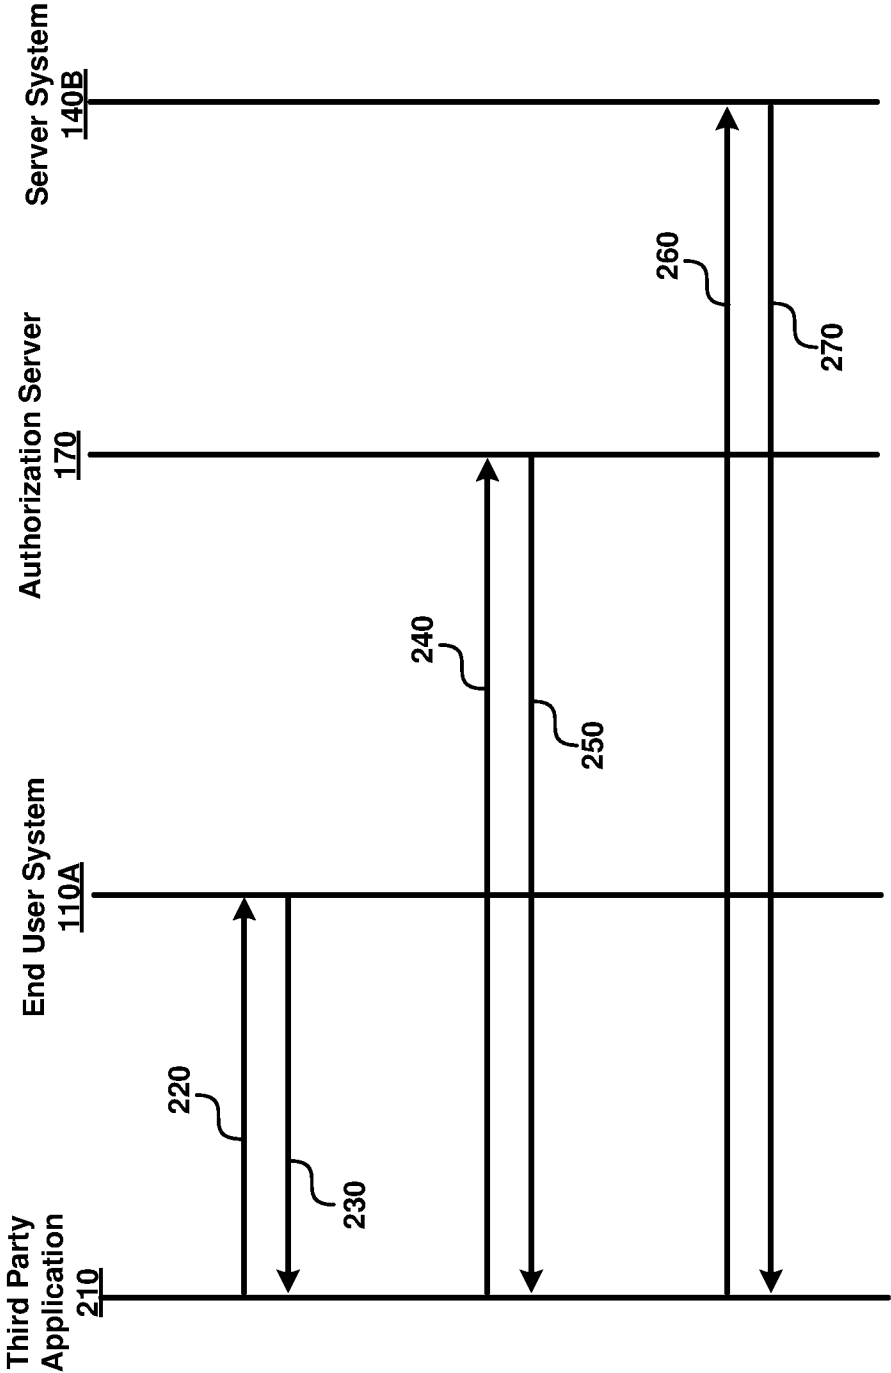 Third Party
Application
210
End User System
110A
Authorization Server
170
Server System
140B
220
230
240
250
260
270